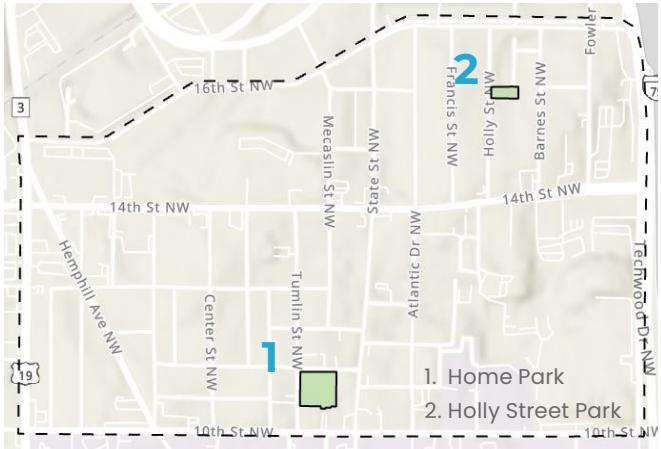 Fowler
2
16th St NW
Francis St NW
Holly St NW
Barnes St NW
75
3
Mecaslin St NW
State St NW
14th St NW
14th St NW
Hemphill Ave NW
Center St NW
Tumlin St NW
Atlantic Dr NW
Techwood Dr NW
1
19
1. Home Park
2. Holly Street Park
10th St NW
10th St NW